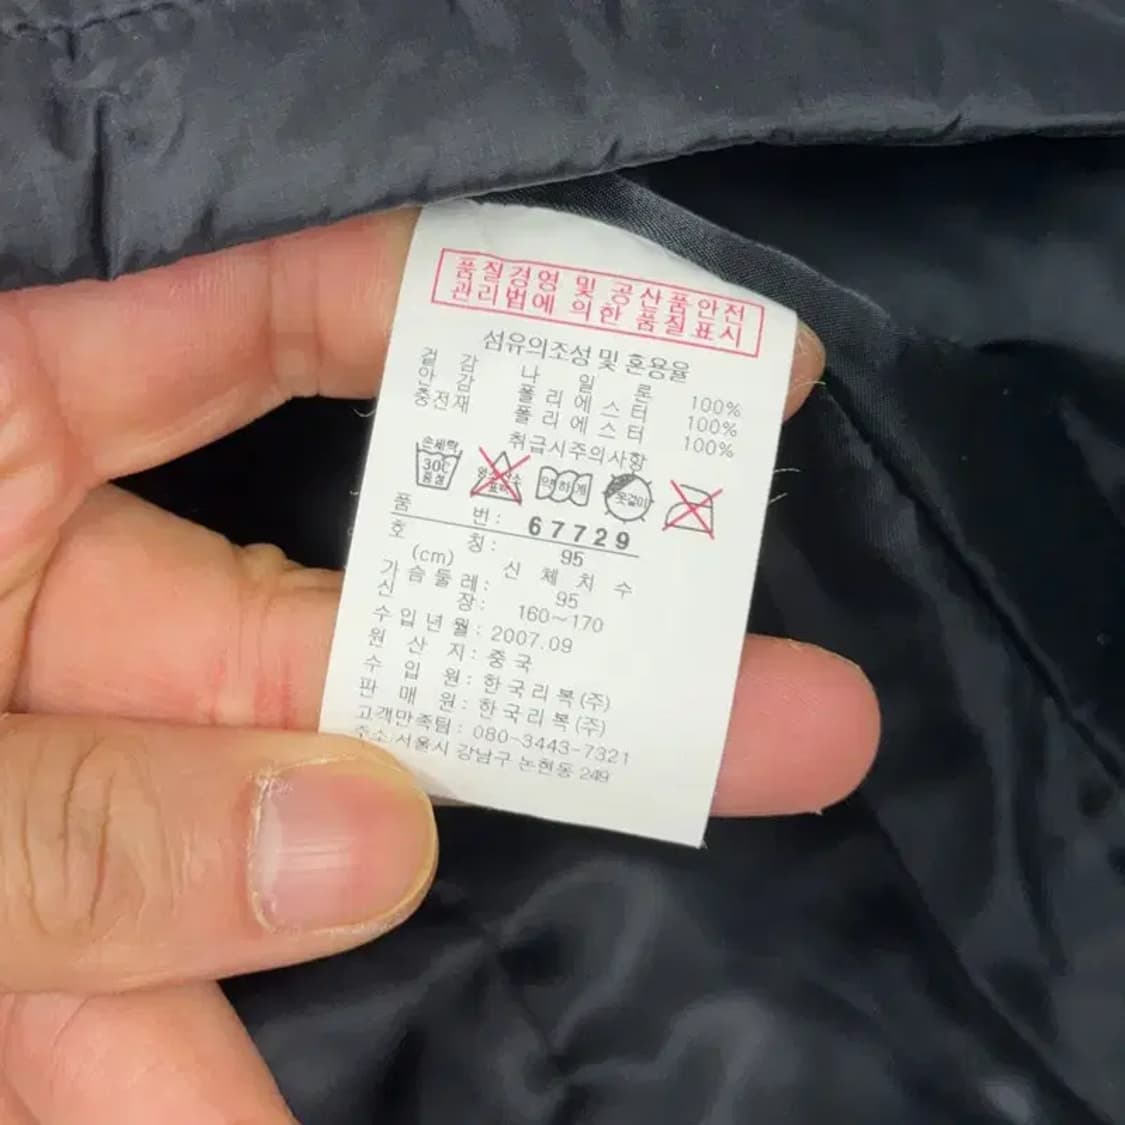 품질경영 및 공산품안전
관리법에 의한 품질표시
섬유의조성 및 혼용율
겉 감 나 일 론 100%
안 감 폴 리 에 스 터 100%
충전재 폴 리 에 스 터 100%
취급시주의사항
손세탁
30℃
중성
염소산소
표백
약하게
옷걸이
품 번: 67729
호 칭: 95
(cm) 신 체 치 수
가 슴 둘 레: 95
신 장: 160~170
수 입 년 월: 2007.09
원 산 지: 중국
수 입 원: 한국리복(주)
판 매 원: 한국리복(주)
고객만족팀: 080-3443-7321
주소 서울시 강남구 논현동 249